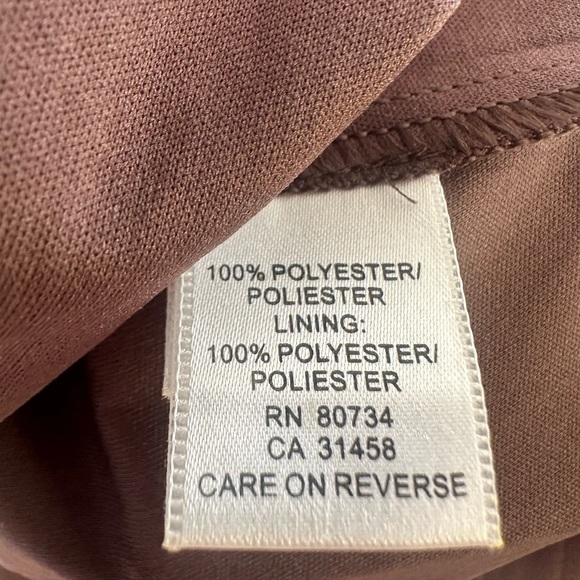 100% POLYESTER/
POLIESTER
LINING:
100% POLYESTER/
POLIESTER
RN 80734
CA 31458
CARE ON REVERSE